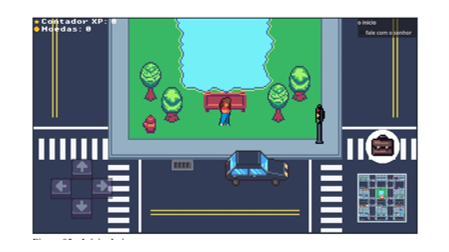 Contador XP: 0
Moedas: 0
o início
fale com o senhor